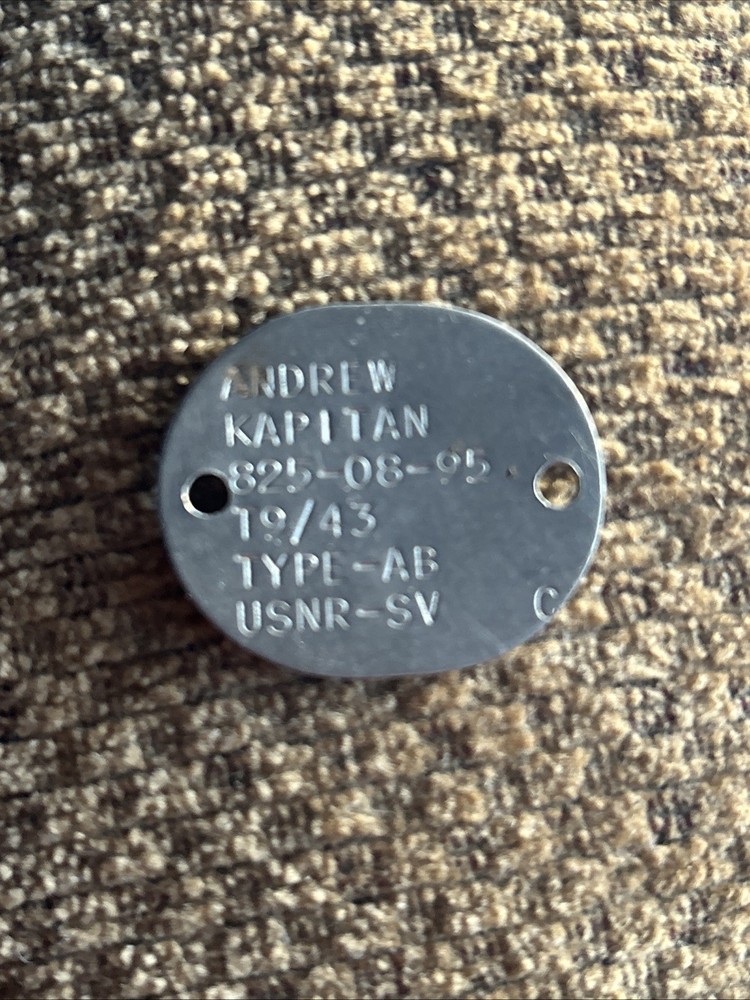 ANDREW
KAPITAN
825-08-95
T9/43
TYPE-AB
USNR-SV C